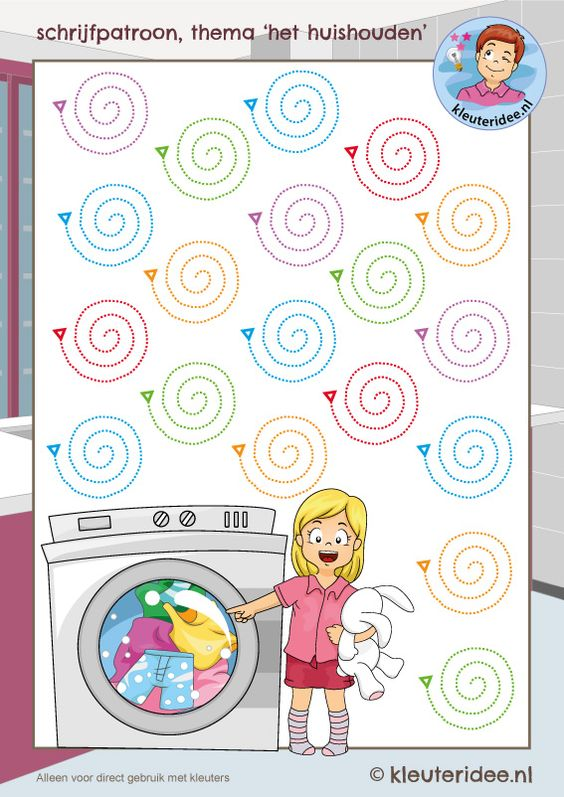 schrijfpatroon, thema ‘het huishouden’
kleuteridee.nl
Alleen voor direct gebruik met kleuters
© kleuteridee.nl